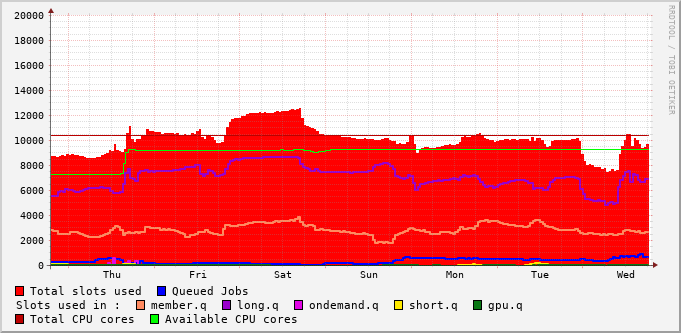 20000
18000
16000
14000
12000
10000
8000
6000
4000
2000
0
Thu Fri Sat Sun Mon Tue Wed
RRDTOOL / TOBI OETIKER
Total slots used Queued Jobs
Slots used in : member.q long.q ondemand.q short.q gpu.q
Total CPU cores Available CPU cores